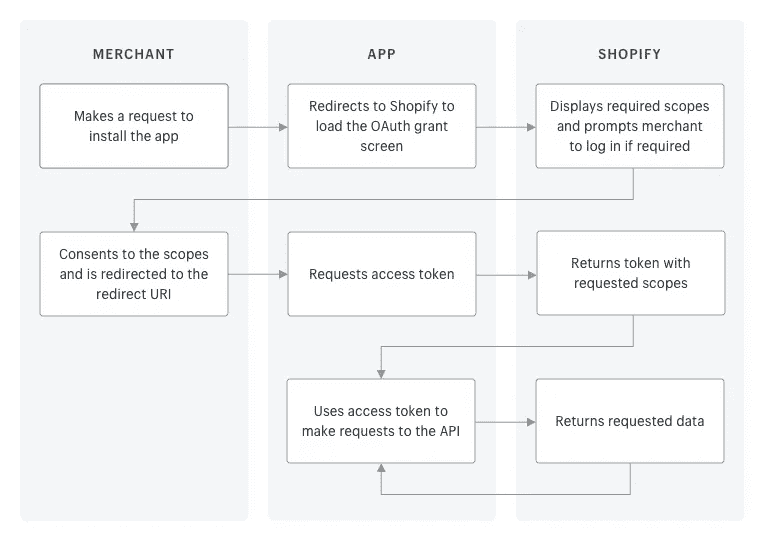 MERCHANT
APP
SHOPIFY
Makes a request to
install the app
Redirects to Shopify to
load the OAuth grant
screen
Displays required scopes
and prompts merchant
to log in if required
Consents to the scopes
and is redirected to the
redirect URI
Requests access token
Returns token with
requested scopes
Uses access token to
make requests to the API
Returns requested data